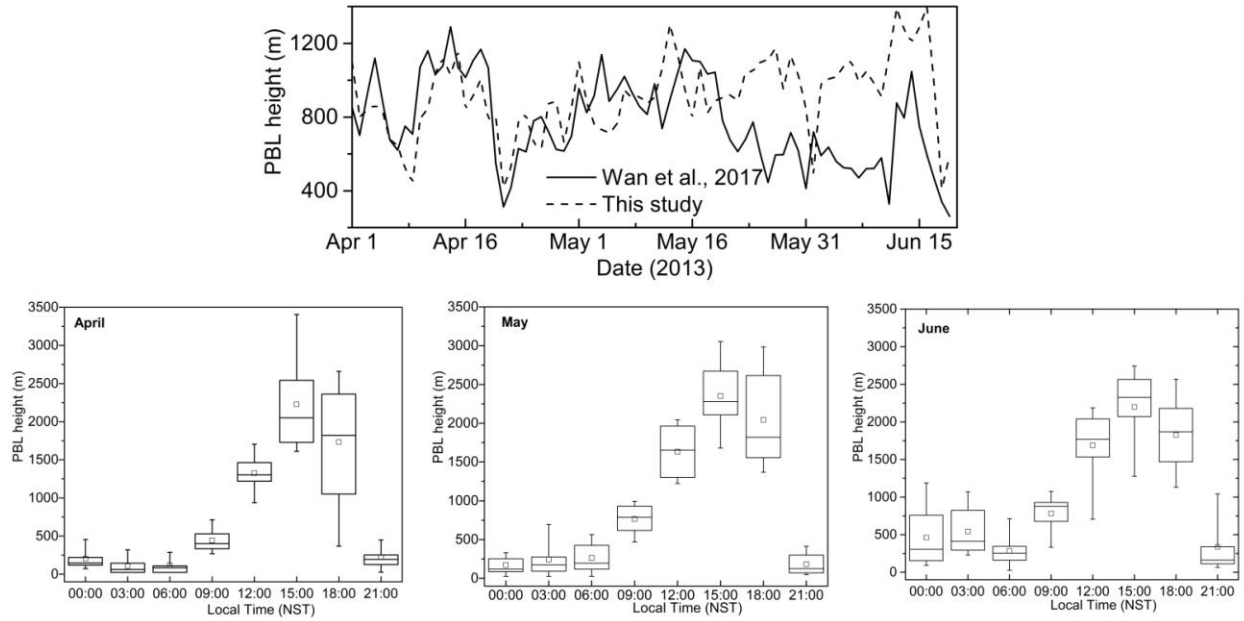 PBL height (m)
1200
800
400
Wan et al., 2017
This study
Apr 1 Apr 16 May 1 May 16 May 31 Jun 15
Date (2013)
April
PBL height (m)
3500
3000
2500
2000
1500
1000
500
0
00:00 03:00 06:00 09:00 12:00 15:00 18:00 21:00
Local Time (NST)
May
PBL height (m)
3500
3000
2500
2000
1500
1000
500
0
00:00 03:00 06:00 09:00 12:00 15:00 18:00 21:00
Local Time (NST)
June
PBL height (m)
3500
3000
2500
2000
1500
1000
500
0
00:00 03:00 06:00 09:00 12:00 15:00 18:00 21:00
Local Time (NST)